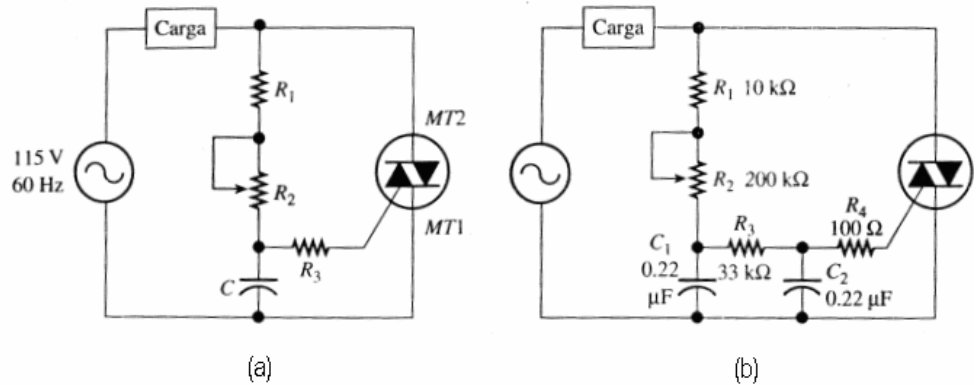 Carga
R1
MT2
115 V
60 Hz
R2
MT1
R3
C
(a)
Carga
R1 10 kΩ
R2 200 kΩ
R4
100 Ω
R3
C1
0.22
μF
33 kΩ
C2
0.22 μF
(b)